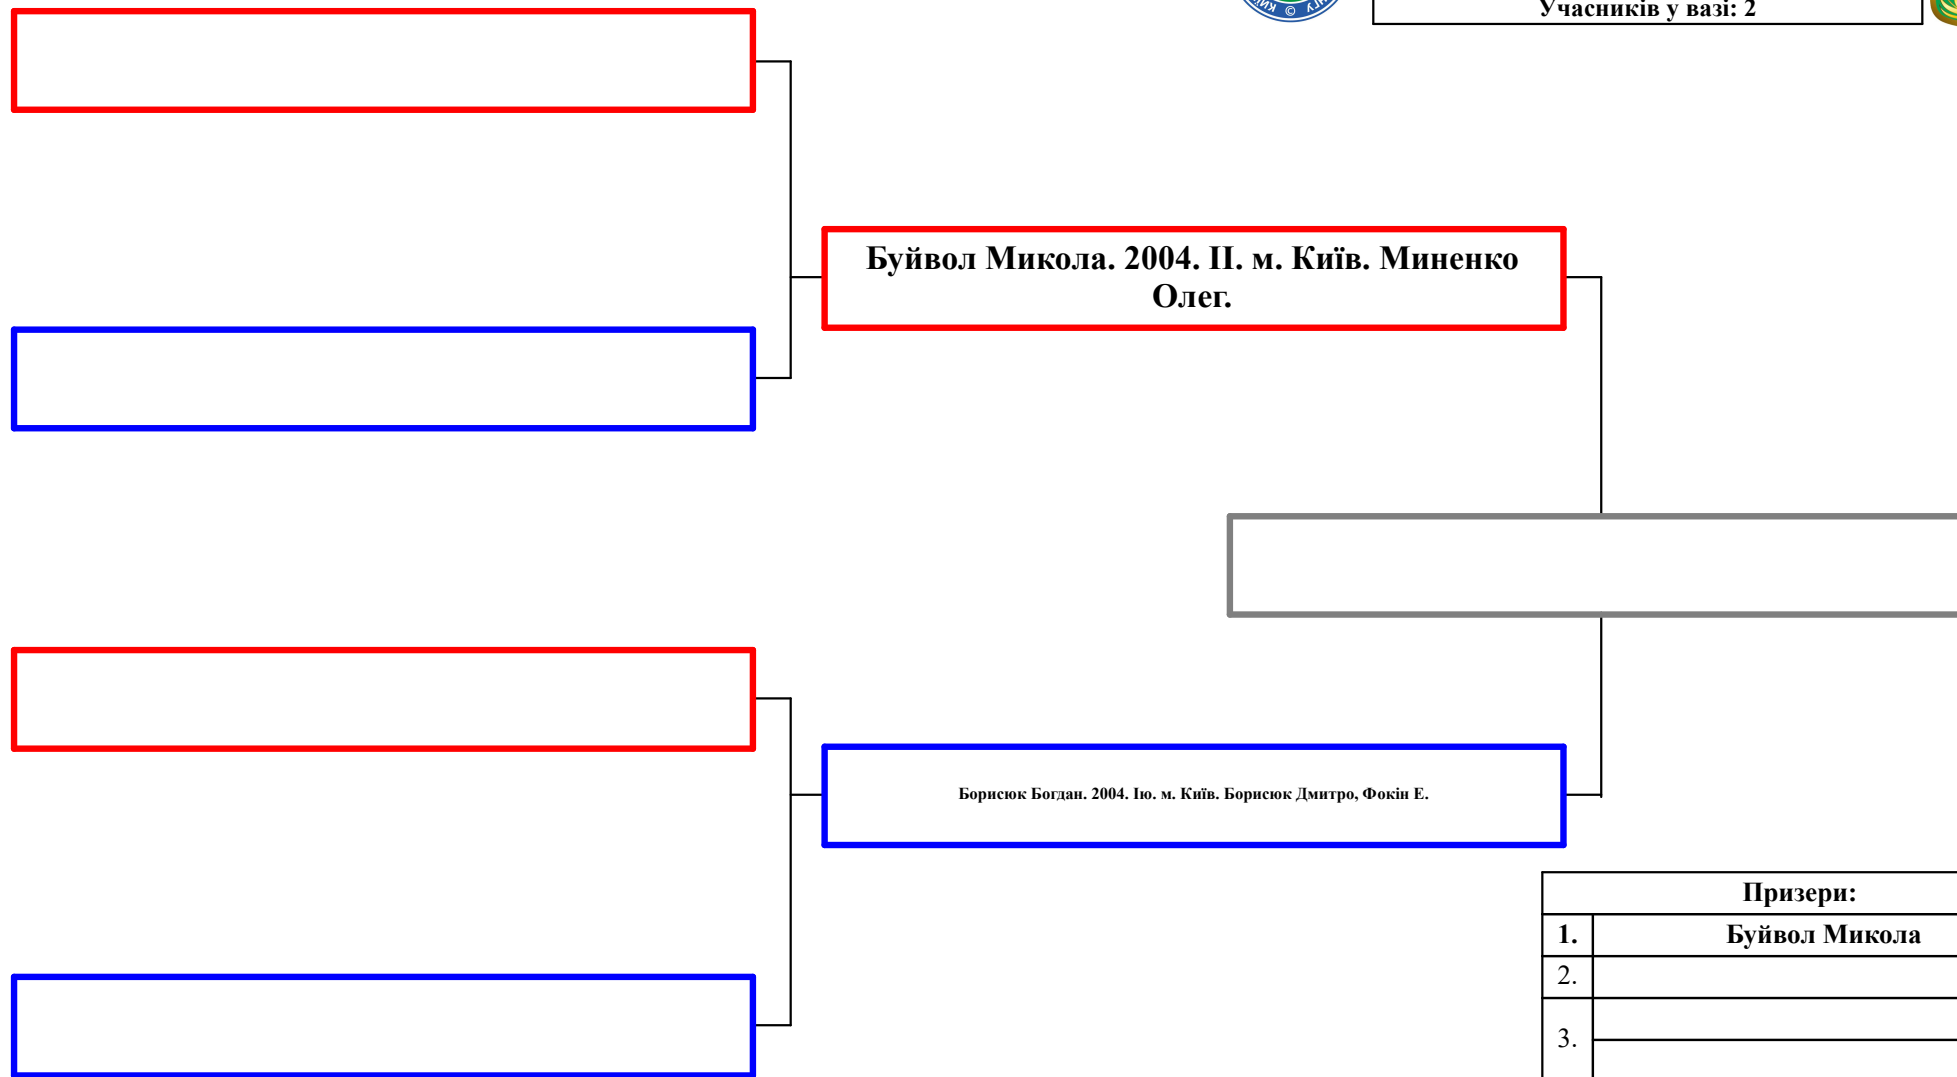 Учасників у вазі: 2
Буйвол Микола. 2004. ІІ. м. Київ. Миненко
Олег.
Борисюк Богдан. 2004. Ію. м. Київ. Борисюк Дмитро, Фокін Е.
Призери:
1. Буйвол Микола
2.
3.